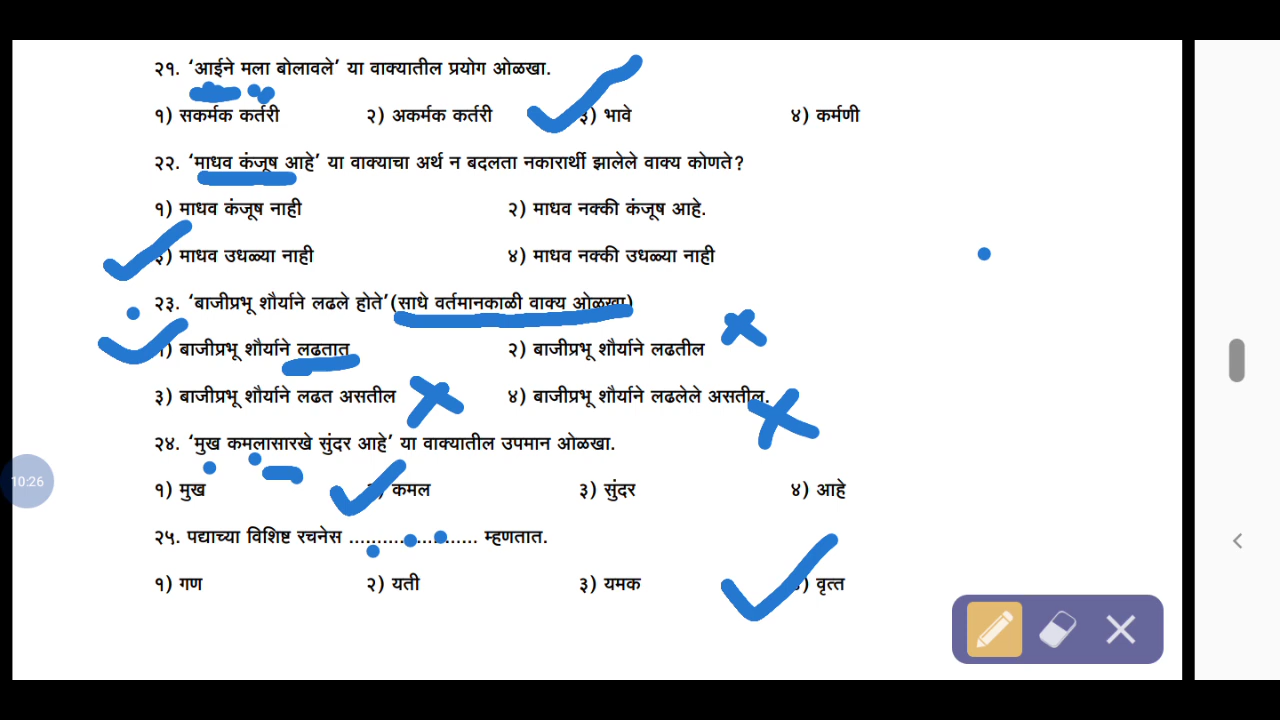 २१. 'आईने मला बोलावले' या वाक्यातील प्रयोग ओळखा.
१) सकर्मक कर्तरी २) अकर्मक कर्तरी ३) भावे ४) कर्मणी
२२. 'माधव कंजूष आहे' या वाक्याचा अर्थ न बदलता नकारार्थी झालेले वाक्य कोणते?
१) माधव कंजूष नाही २) माधव नक्की कंजूष आहे.
३) माधव उधळ्या नाही ४) माधव नक्की उधळ्या नाही
२३. 'बाजीप्रभू शौर्याने लढले होते'(साधे वर्तमानकाळी वाक्य ओळखा)
१) बाजीप्रभू शौर्याने लढतात २) बाजीप्रभू शौर्याने लढतील
३) बाजीप्रभू शौर्याने लढत असतील ४) बाजीप्रभू शौर्याने लढलेले असतील.
२४. 'मुख कमलासारखे सुंदर आहे' या वाक्यातील उपमान ओळखा.
१) मुख २) कमल ३) सुंदर ४) आहे
२५. पद्याच्या विशिष्ट रचनेस ....................... म्हणतात.
१) गण २) यती ३) यमक ४) वृत्त
10:26